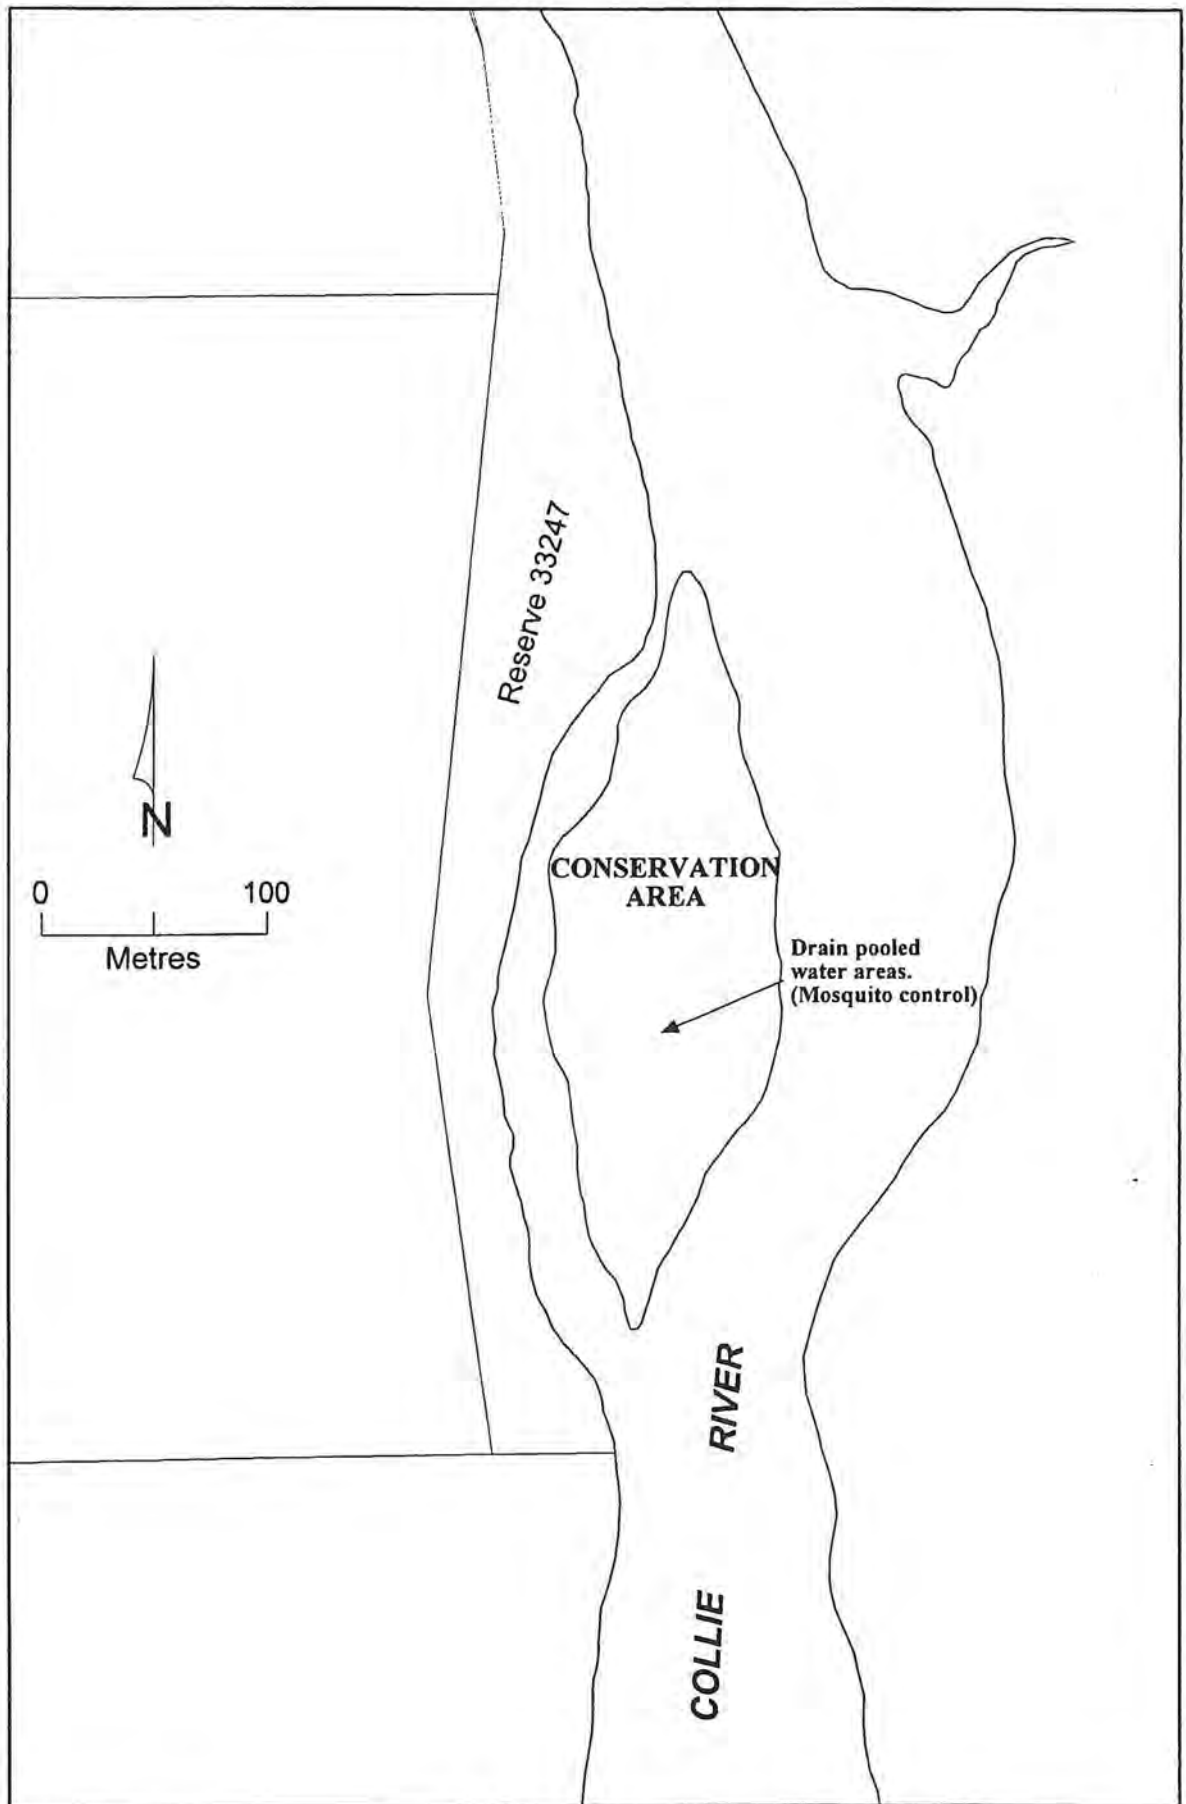 Reserve 33247
N
0 100
Metres
CONSERVATION
AREA
Drain pooled
water areas.
(Mosquito control)
COLLIE RIVER